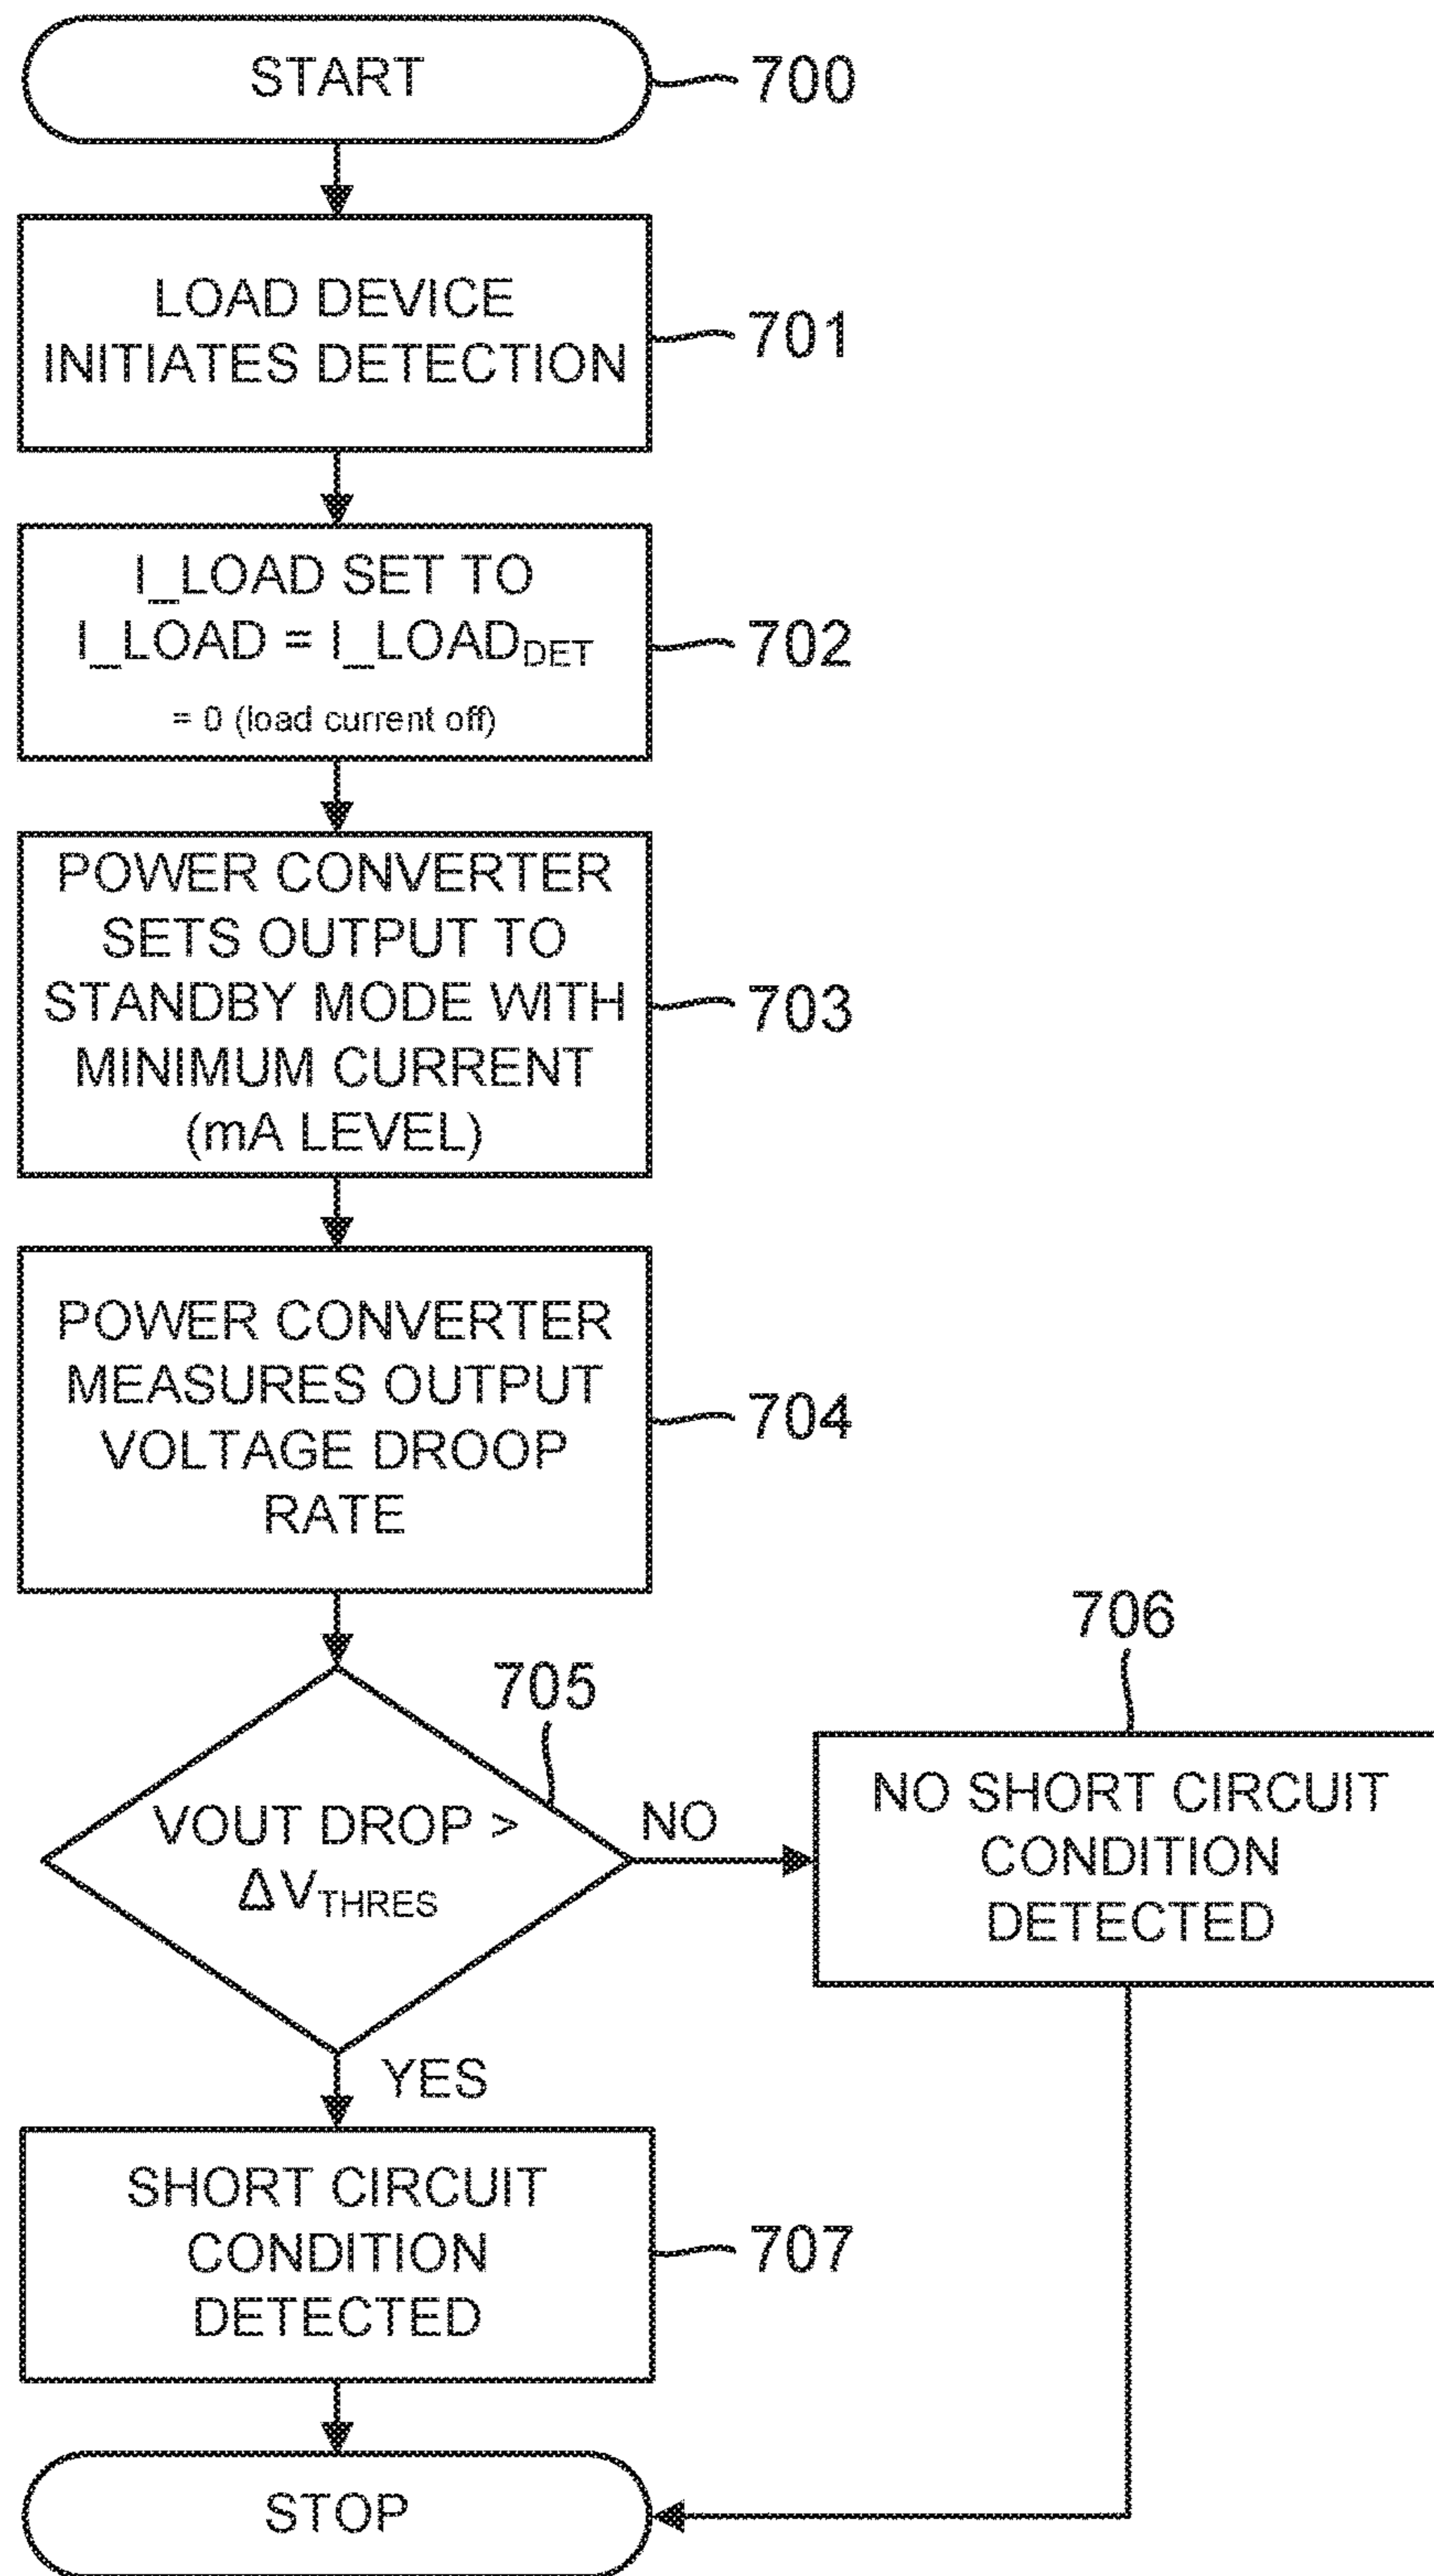 START
700
LOAD DEVICE
INITIATES DETECTION
701
I_LOAD SET TO
I_LOAD = I_LOADDET
= 0 (load current off)
702
POWER CONVERTER
SETS OUTPUT TO
STANDBY MODE WITH
MINIMUM CURRENT
(mA LEVEL)
703
POWER CONVERTER
MEASURES OUTPUT
VOLTAGE DROOP
RATE
704
705
VOUT DROP >
ΔVTHRES
NO
706
NO SHORT CIRCUIT
CONDITION
DETECTED
YES
SHORT CIRCUIT
CONDITION
DETECTED
707
STOP